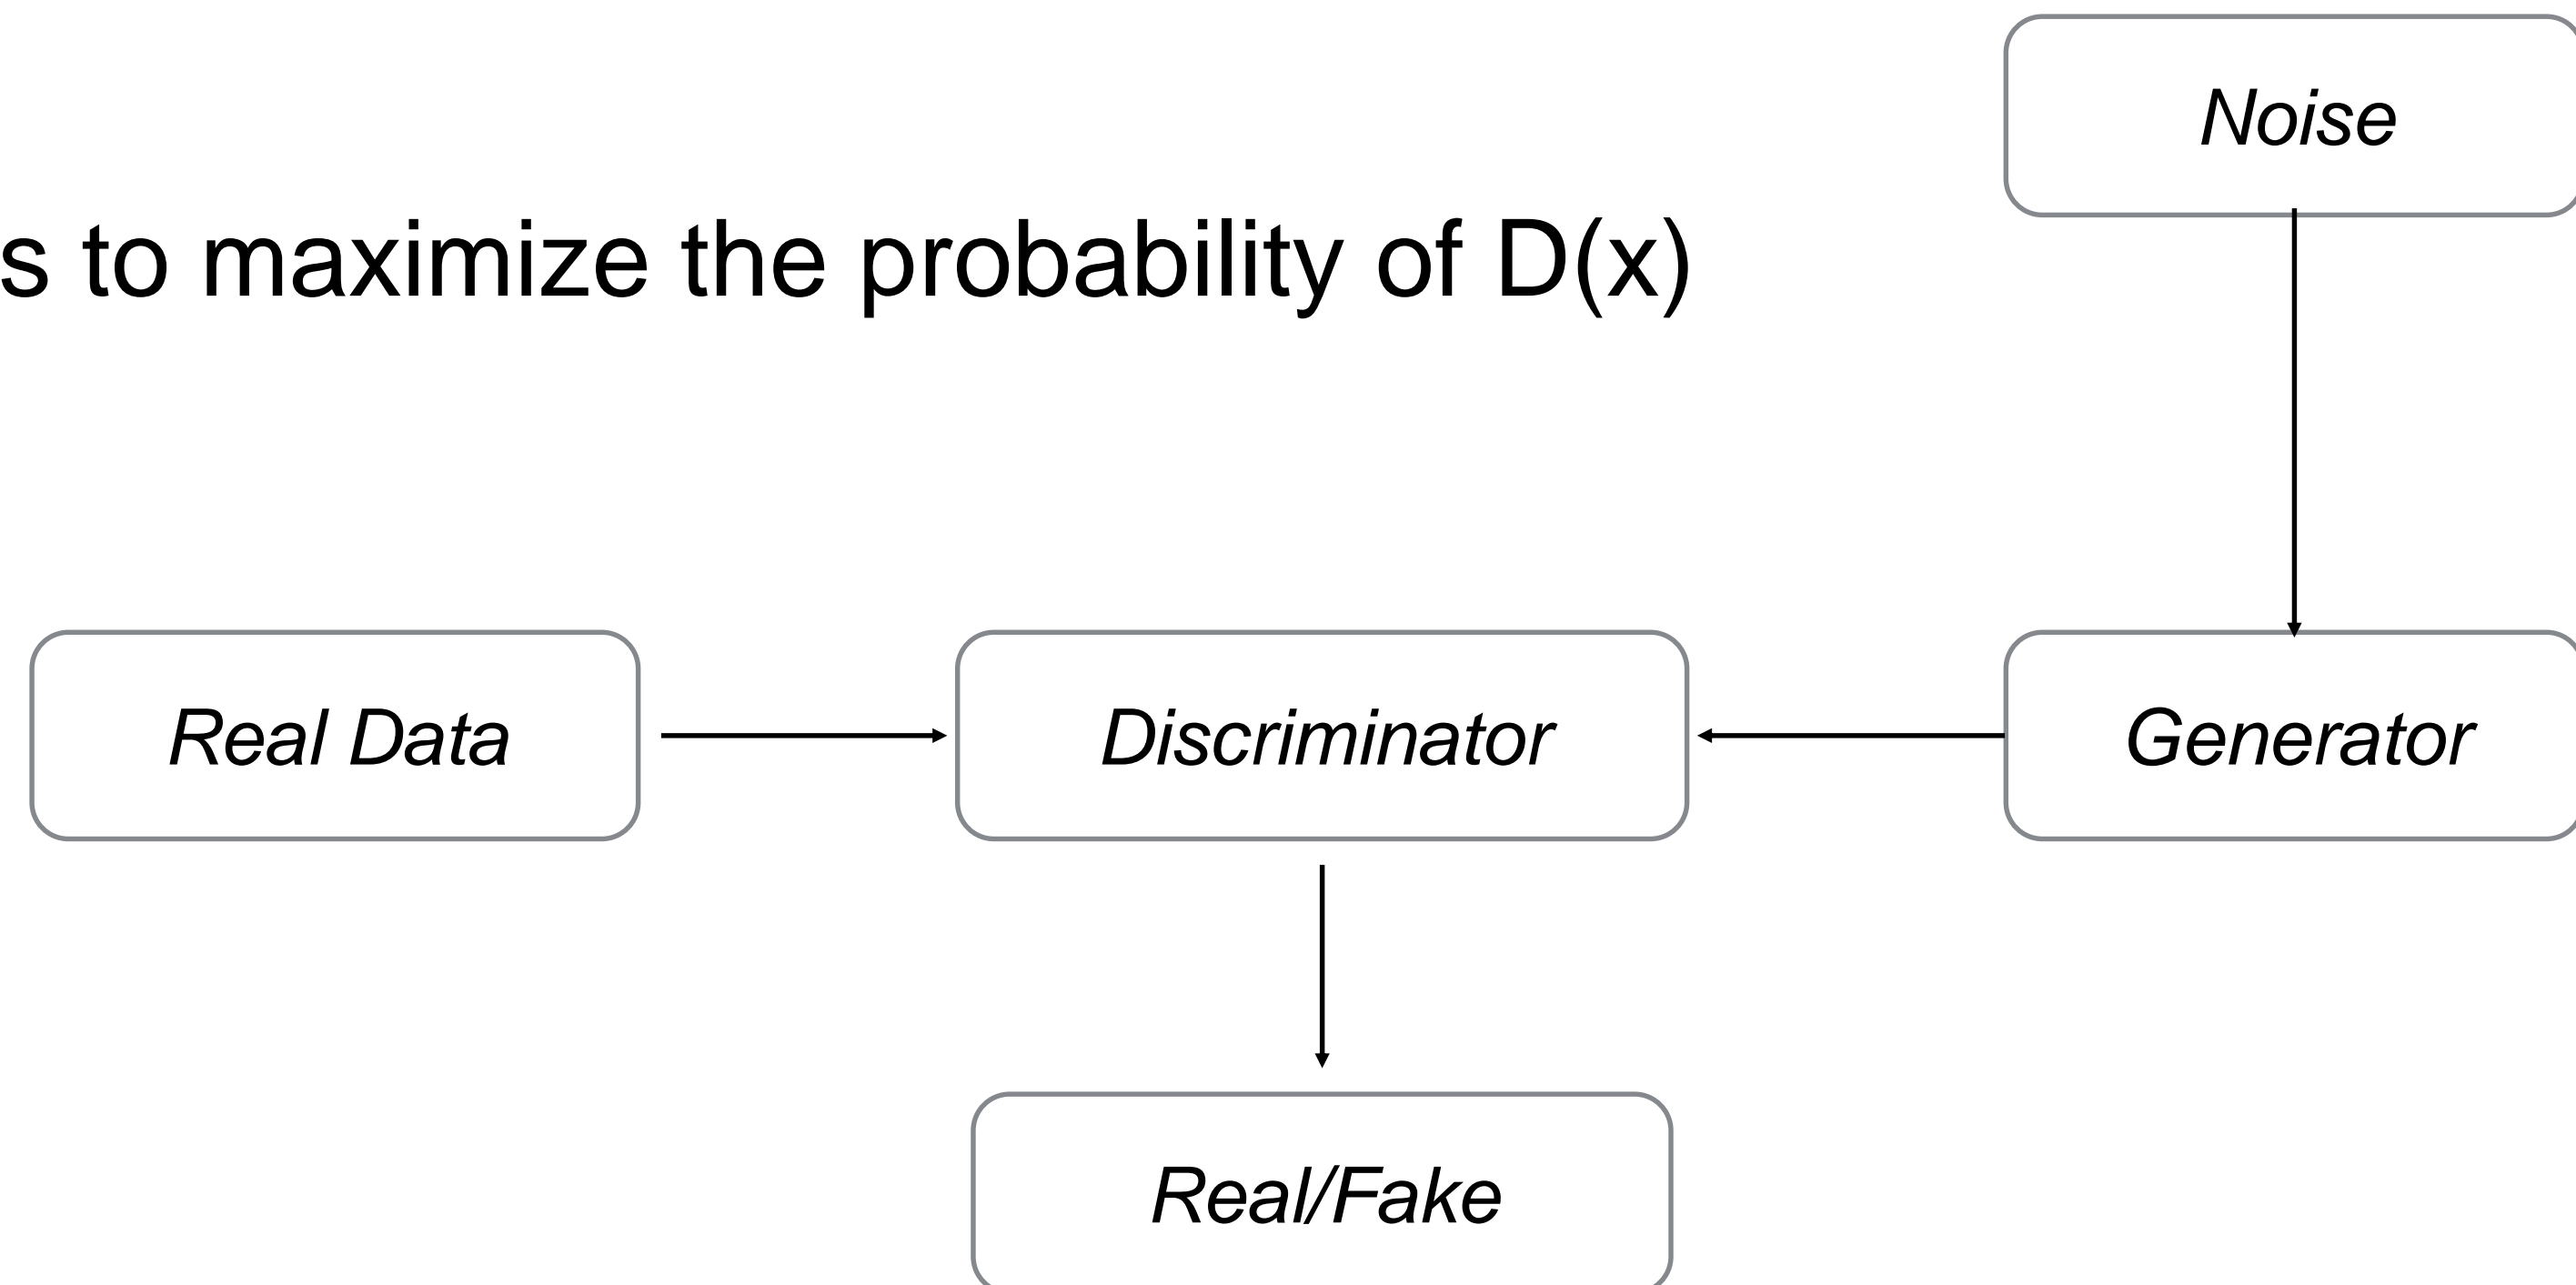 Noise
s to maximize the probability of D(x)
Real Data
Discriminator
Generator
Real/Fake